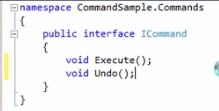 namespace CommandSample.Commands
{
    public interface ICommand
    {
        void Execute();
        void Undo();
    }
}